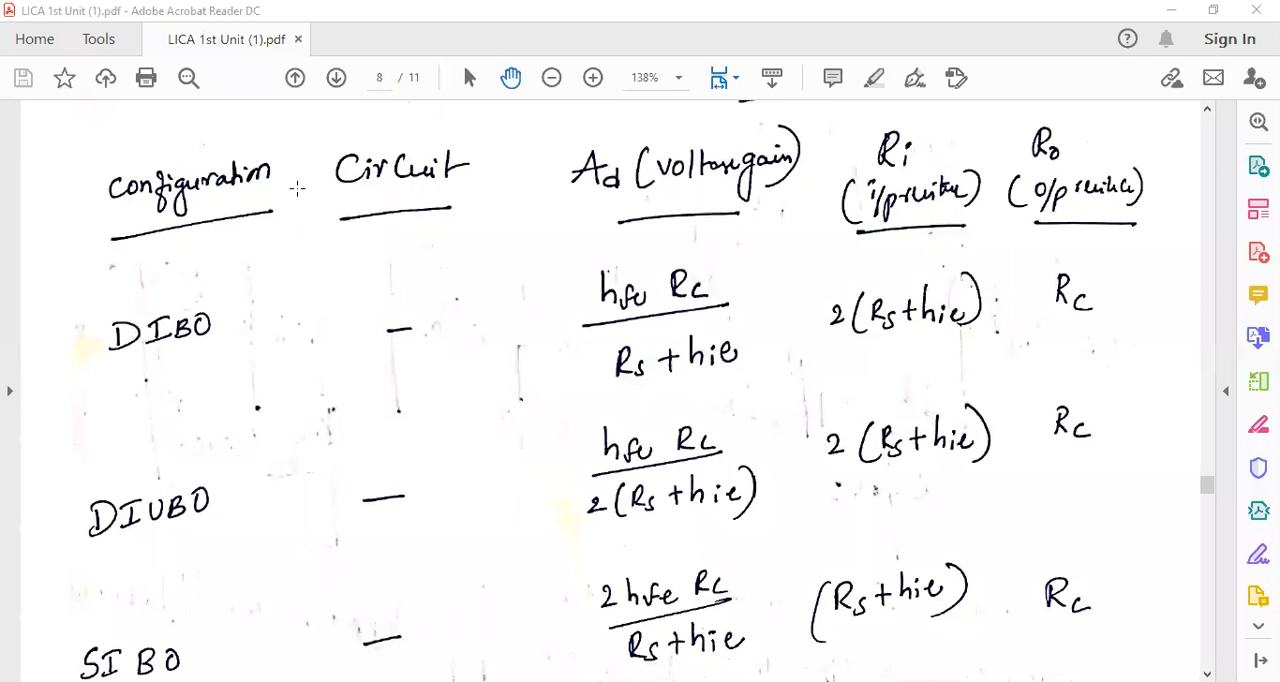 LICA 1st Unit (1).pdf - Adobe Acrobat Reader DC
Home Tools LICA 1st Unit (1).pdf × Sign In
8 / 11 138%
Configuration Circuit Ad (voltage gain) Ri Ro
(i/p (o/p
DIBO — hfe Rc 2(Rs + hie) Rc
Rs + hie
DIUBO — hfe Rc 2(Rs + hie) Rc
2(Rs + hie)
SIBO — 2 hfe Rc (Rs + hie) Rc
Rs + hie